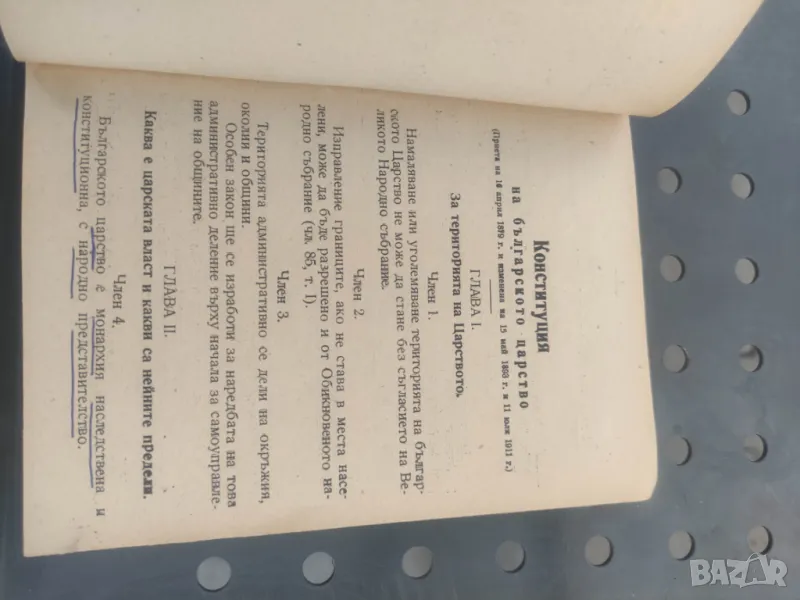 Конституция
на българското царство
(Приета на 16 април 1879 г. и изменена на 15 май 1893 г. и 11 юли 1911 г.)
ГЛАВА I.
За територията на Царството.
Член 1.
Намаляване или уголемяване територията на българ-
ското Царство не може да стане без съгласието на Ве-
ликото Народно събрание.
Член 2.
Изправление границите, ако не става в места насе-
лени, може да бъде разрешено и от Обикновеното на-
родно събрание (чл. 85, т. I).
Член 3.
Територията административно се дели на окръжия,
околии и общини.
Особен закон ще се изработи за наредбата на това
административно деление върху начала за самоуправле-
ние на общините.
ГЛАВА II.
Каква е царската власт и какви са нейните предели.
Член 4.
Българското царство е монархия наследствена и
конституционна, с народно представителство.
BAZAR